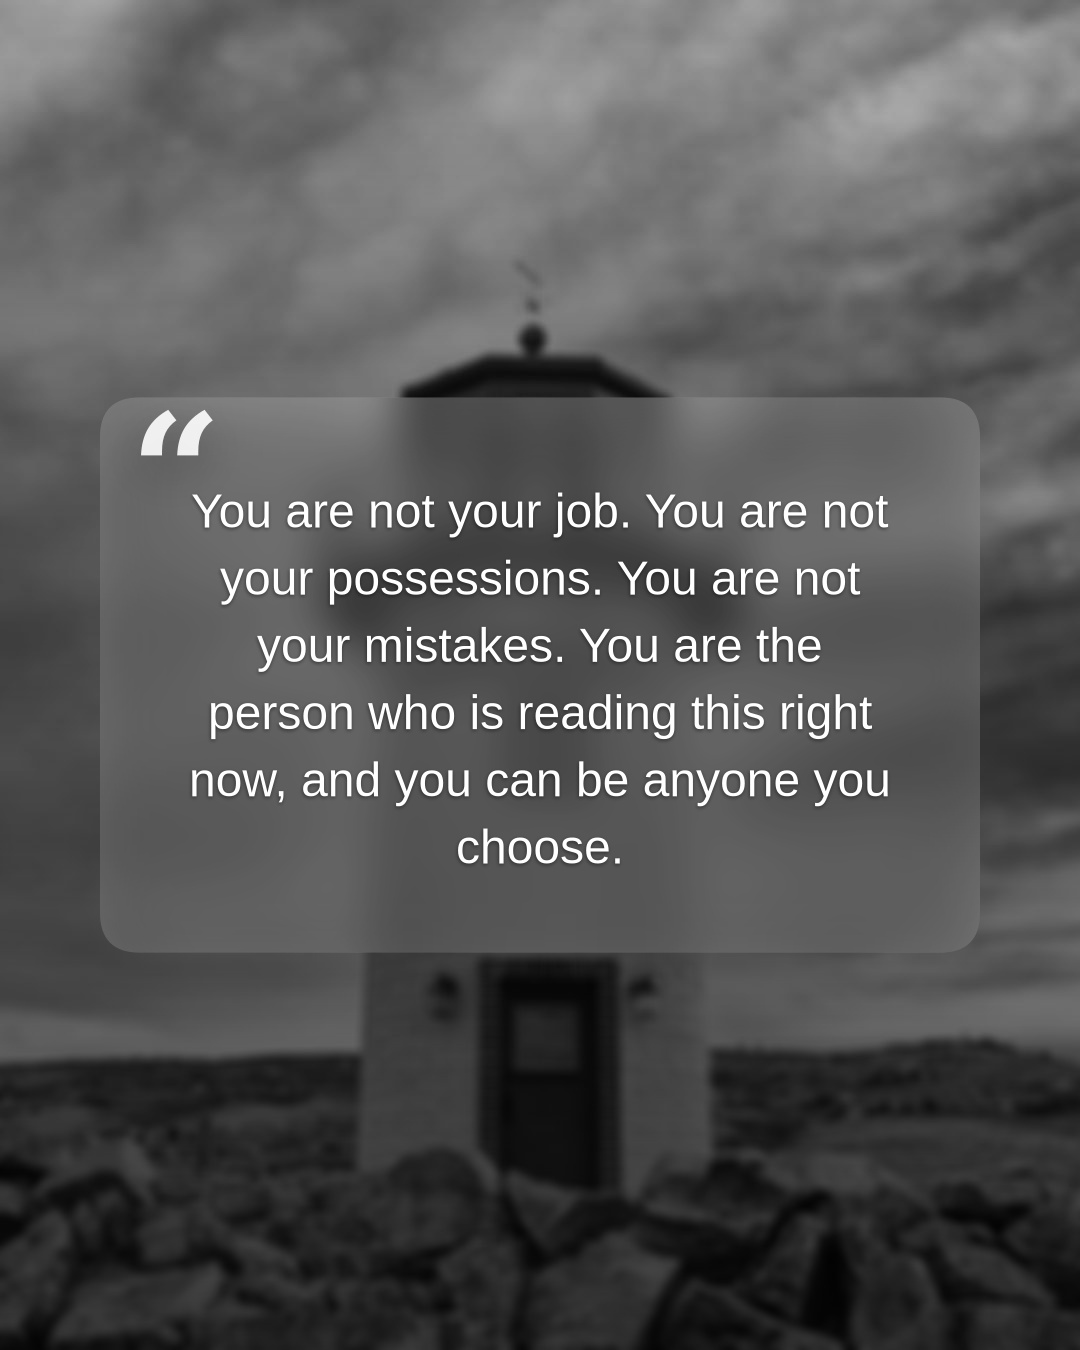 “
You are not your job. You are not
your possessions. You are not
your mistakes. You are the
person who is reading this right
now, and you can be anyone you
choose.